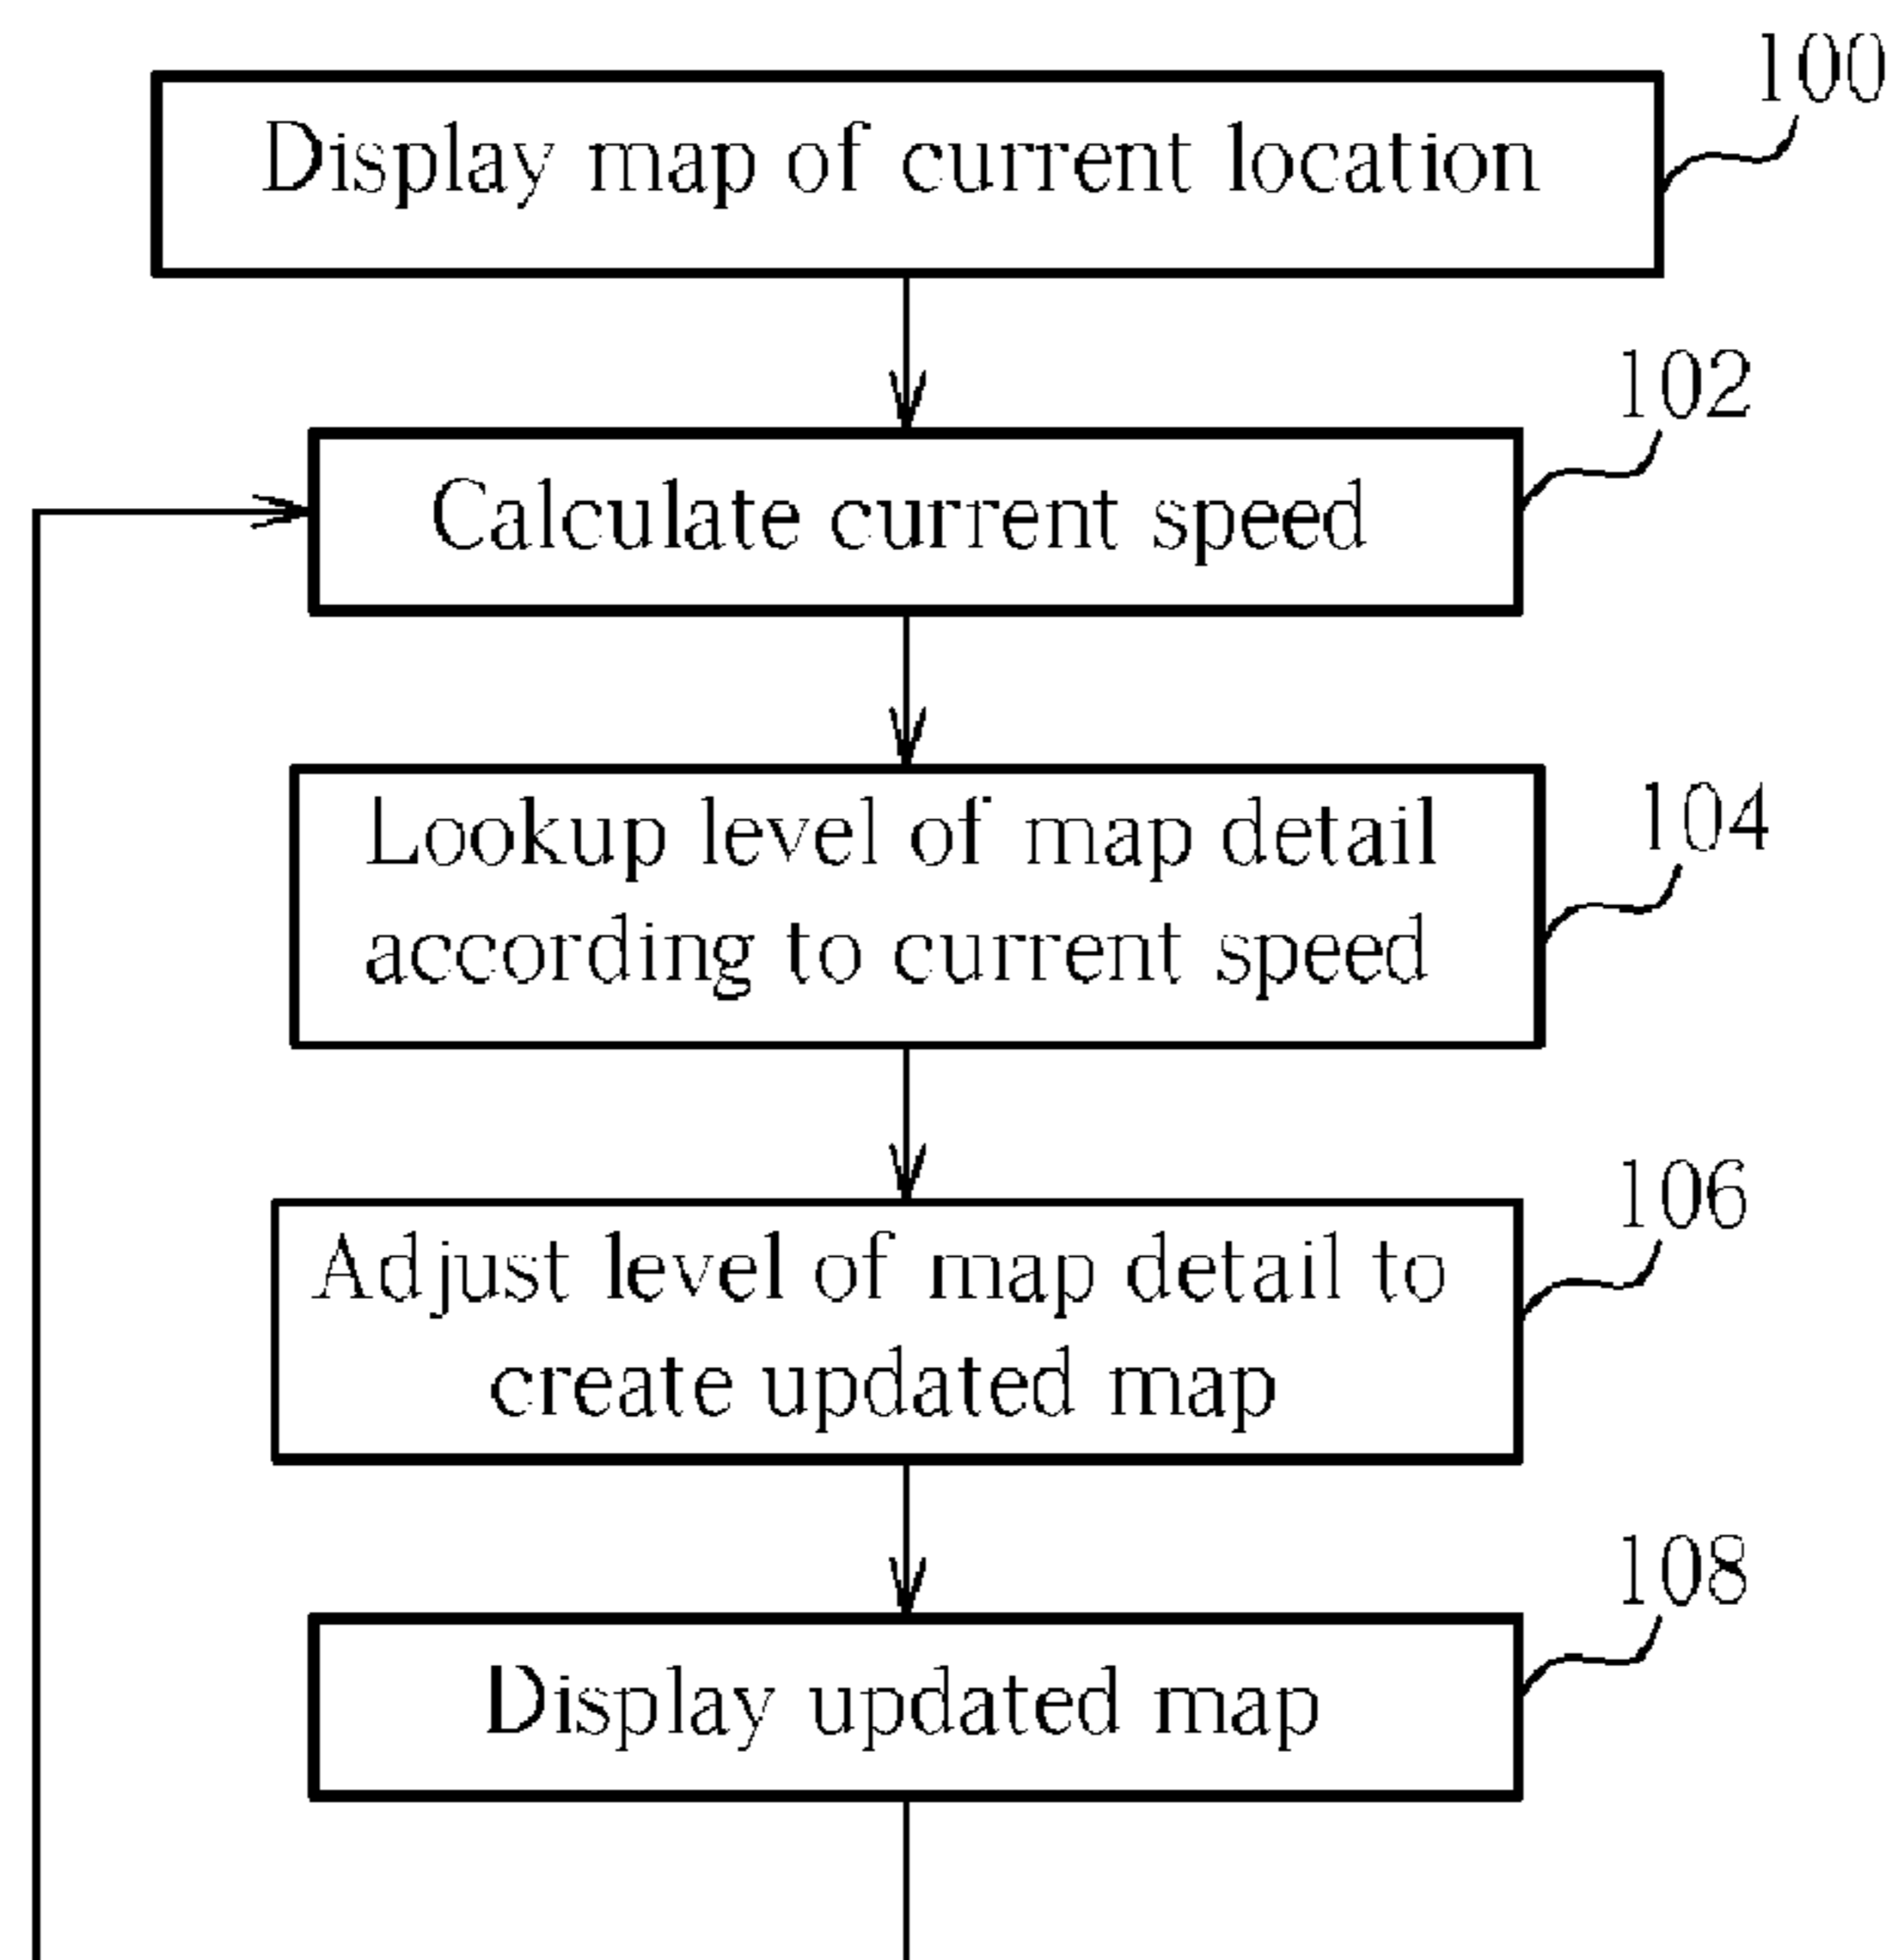 100
Display map of current location
102
Calculate current speed
104
Lookup level of map detail
according to current speed
106
Adjust level of map detail to
create updated map
108
Display updated map